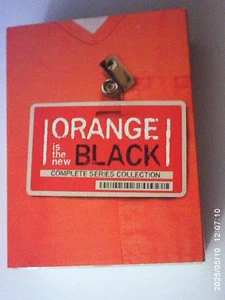 ORANGE
is
the
new
BLACK
COMPLETE SERIES COLLECTION
2025/05/10 12:07:10